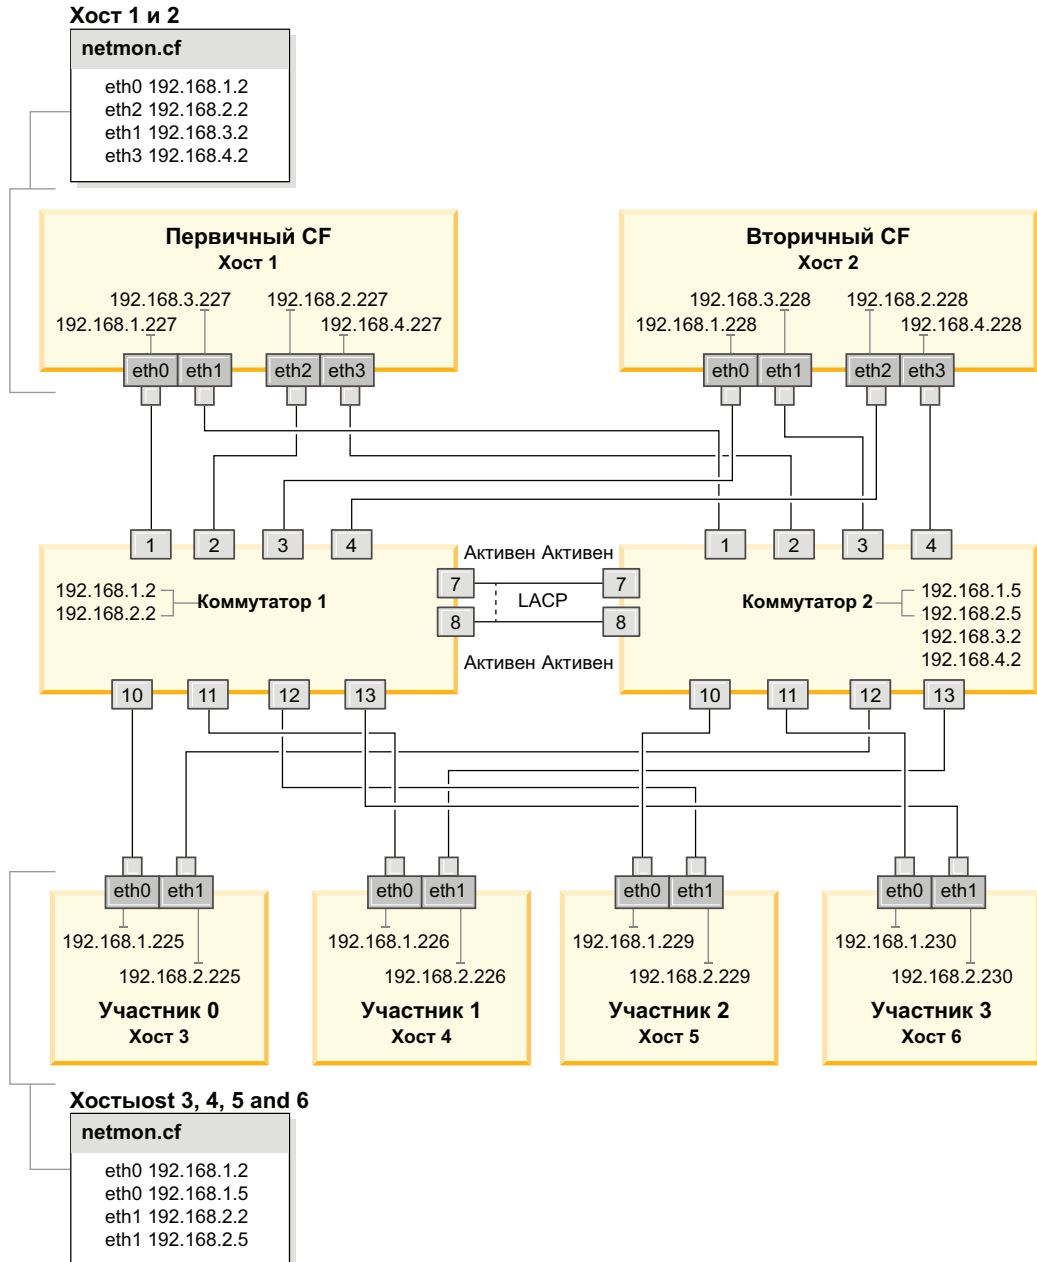 Хост 1 и 2
netmon.cf
eth0 192.168.1.2
eth2 192.168.2.2
eth1 192.168.3.2
eth3 192.168.4.2
Первичный CF
Хост 1
192.168.3.227 192.168.2.227
192.168.1.227 192.168.4.227
eth0 eth1 eth2 eth3
Вторичный CF
Хост 2
192.168.3.228 192.168.2.228
192.168.1.228 192.168.4.228
eth0 eth1 eth2 eth3
1 2 3 4
1 2 3 4
Активен Активен
7 7
LACP
8 8
Активен Активен
192.168.1.2
192.168.2.2
Коммутатор 1
Коммутатор 2
192.168.1.5
192.168.2.5
192.168.3.2
192.168.4.2
10 11 12 13
10 11 12 13
eth0 eth1
192.168.1.225
192.168.2.225
Участник 0
Хост 3
eth0 eth1
192.168.1.226
192.168.2.226
Участник 1
Хост 4
eth0 eth1
192.168.1.229
192.168.2.229
Участник 2
Хост 5
eth0 eth1
192.168.1.230
192.168.2.230
Участник 3
Хост 6
Хостыost 3, 4, 5 and 6
netmon.cf
eth0 192.168.1.2
eth0 192.168.1.5
eth1 192.168.2.2
eth1 192.168.2.5